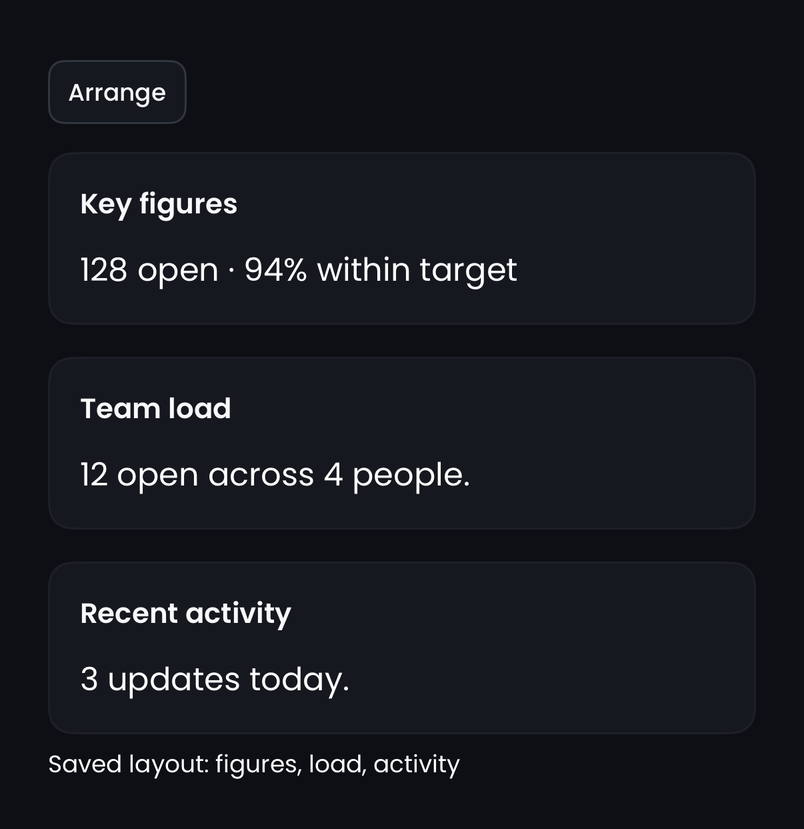 Arrange
Key figures
128 open · 94% within target
Team load
12 open across 4 people.
Recent activity
3 updates today.
Saved layout: figures, load, activity